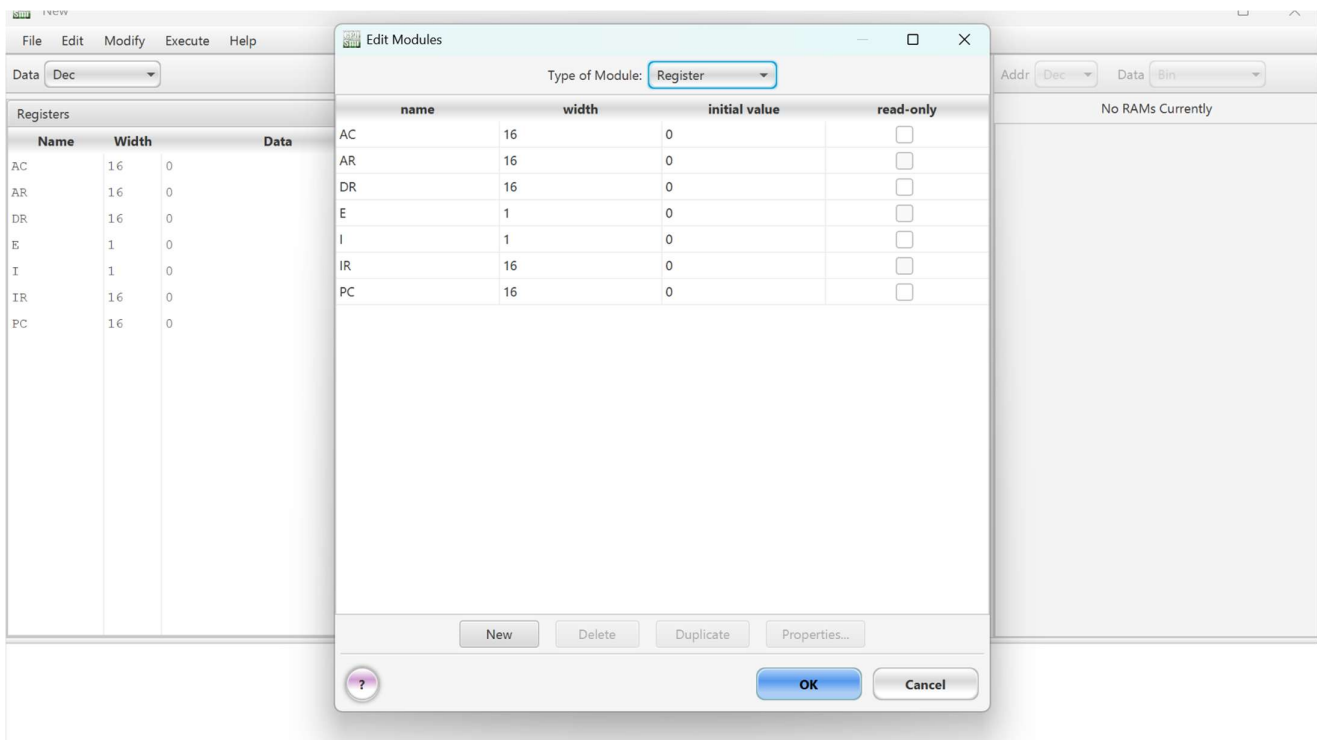 New
File Edit Modify Execute Help
Data Dec
Registers
Name Width Data
AC 16 0
AR 16 0
DR 16 0
E 1 0
I 1 0
IR 16 0
PC 16 0
Edit Modules
Type of Module: Register
name width initial value read-only
AC 16 0
AR 16 0
DR 16 0
E 1 0
I 1 0
IR 16 0
PC 16 0
New Delete Duplicate Properties...
? OK Cancel
Addr Dec Data Bin
No RAMs Currently